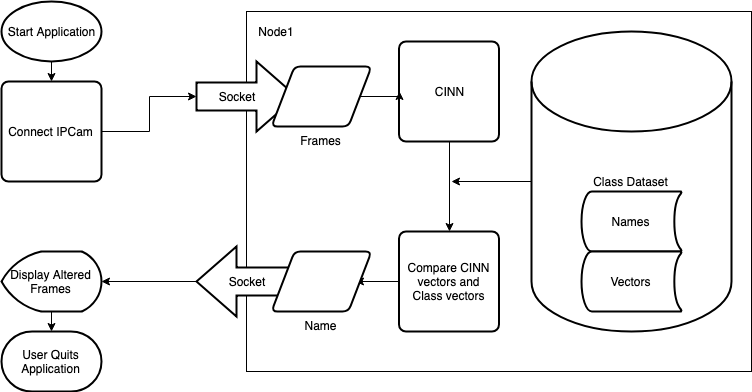 Start Application
Node1
Socket
CINN
Connect IPCam
Frames
Class Dataset
Names
Vectors
Display Altered
Frames
Socket
Compare CINN
vectors and
Class vectors
Name
User Quits
Application